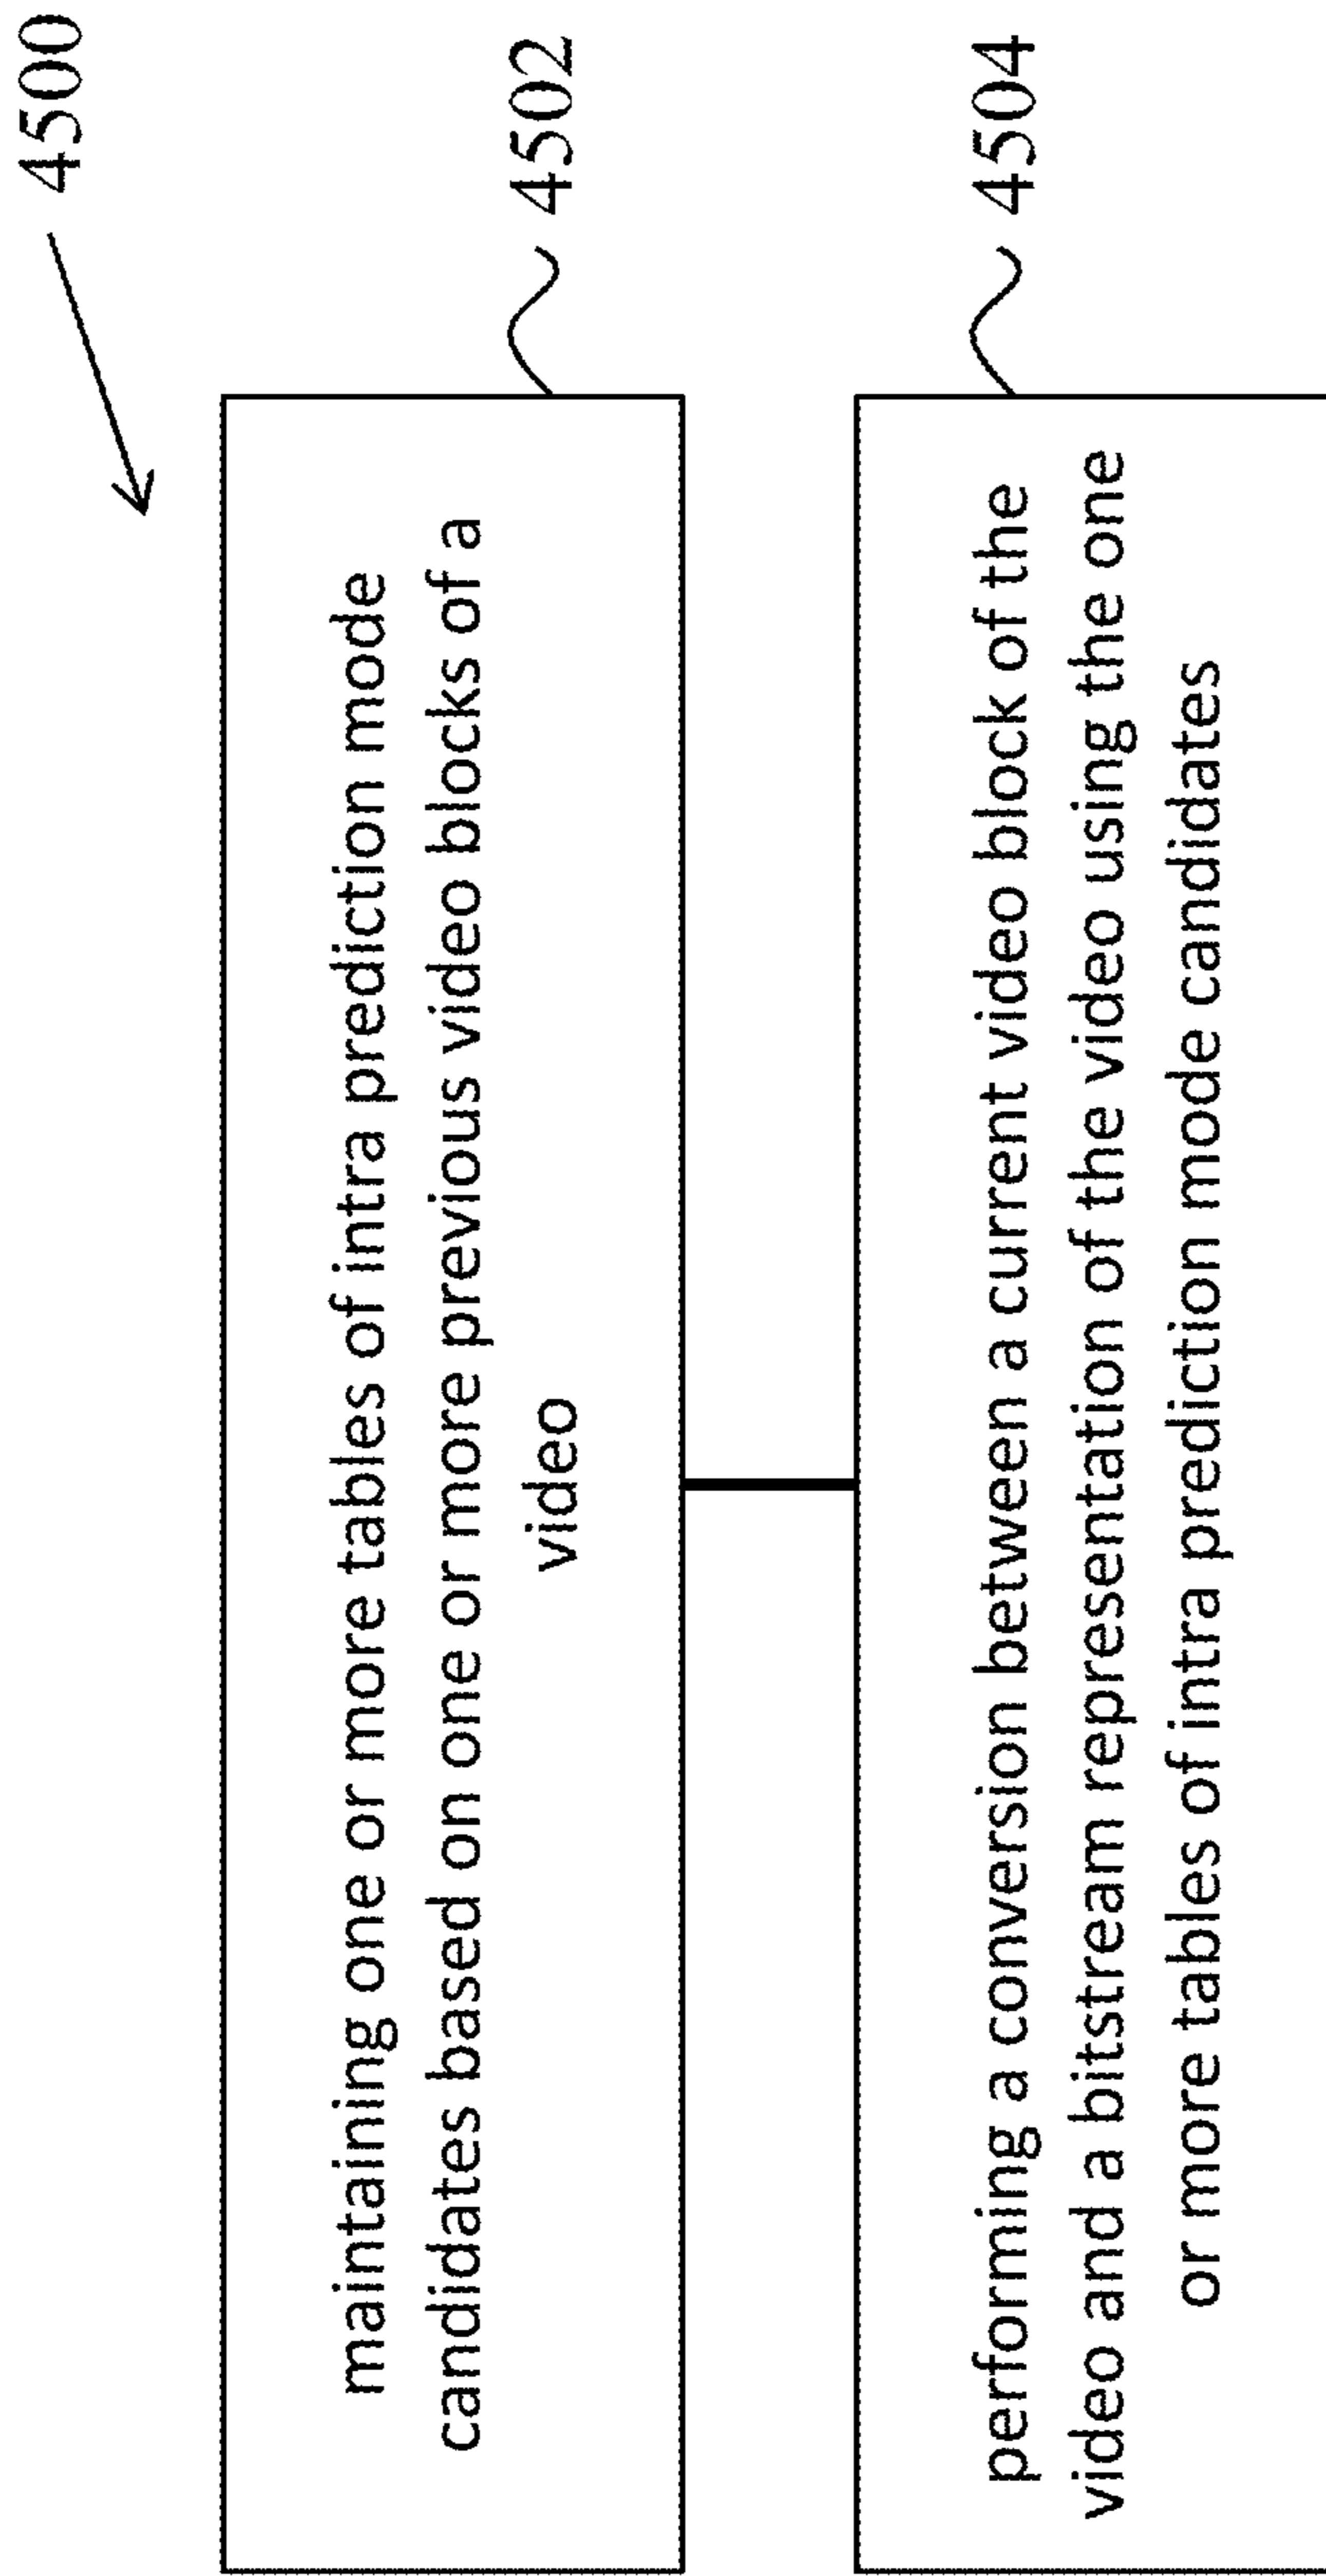 4500
maintaining one or more tables of intra prediction mode
candidates based on one or more previous video blocks of a
video
4502
performing a conversion between a current video block of the
video and a bitstream representation of the video using the one
or more tables of intra prediction mode candidates
4504